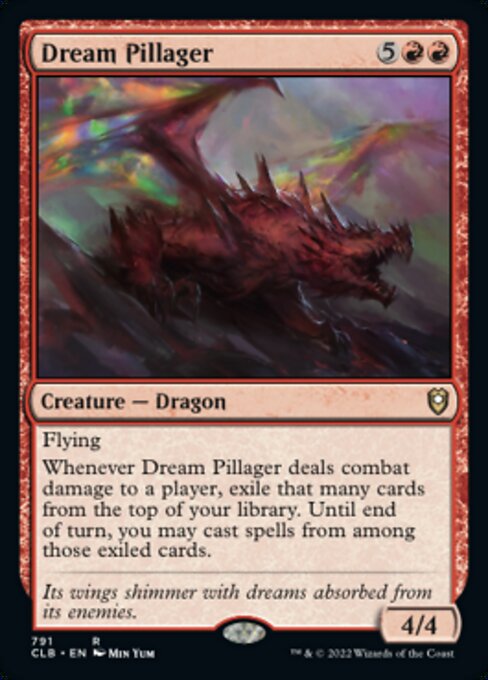 Dream Pillager 5
Creature — Dragon
Flying
Whenever Dream Pillager deals combat
damage to a player, exile that many cards
from the top of your library. Until end
of turn, you may cast spells from among
those exiled cards.
Its wings shimmer with dreams absorbed from
its enemies.
4/4
791 R
CLB • EN Min Yum ™ & © 2022 Wizards of the Coast